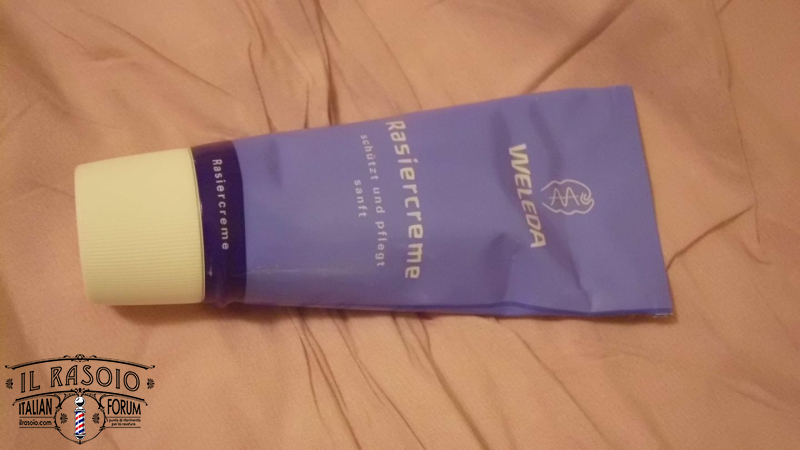 WELEDA
Rasiercreme
schützt und pflegt
sanft
Rasiercreme
IL RASOIO
ITALIAN FORUM
ilrasoio.com